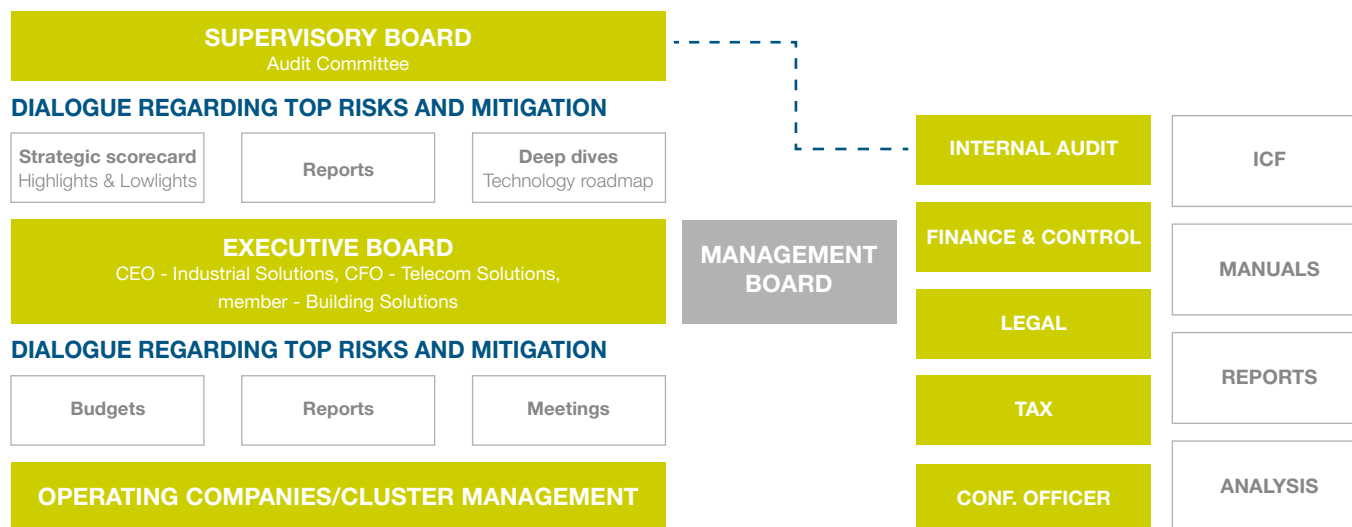 SUPERVISORY BOARD
Audit Committee
DIALOGUE REGARDING TOP RISKS AND MITIGATION
Strategic scorecard
Highlights & Lowlights
Reports
Deep dives
Technology roadmap
EXECUTIVE BOARD
CEO - Industrial Solutions, CFO - Telecom Solutions,
member - Building Solutions
DIALOGUE REGARDING TOP RISKS AND MITIGATION
Budgets
Reports
Meetings
OPERATING COMPANIES/CLUSTER MANAGEMENT
MANAGEMENT
BOARD
INTERNAL AUDIT
FINANCE & CONTROL
LEGAL
TAX
CONF. OFFICER
ICF
MANUALS
REPORTS
ANALYSIS